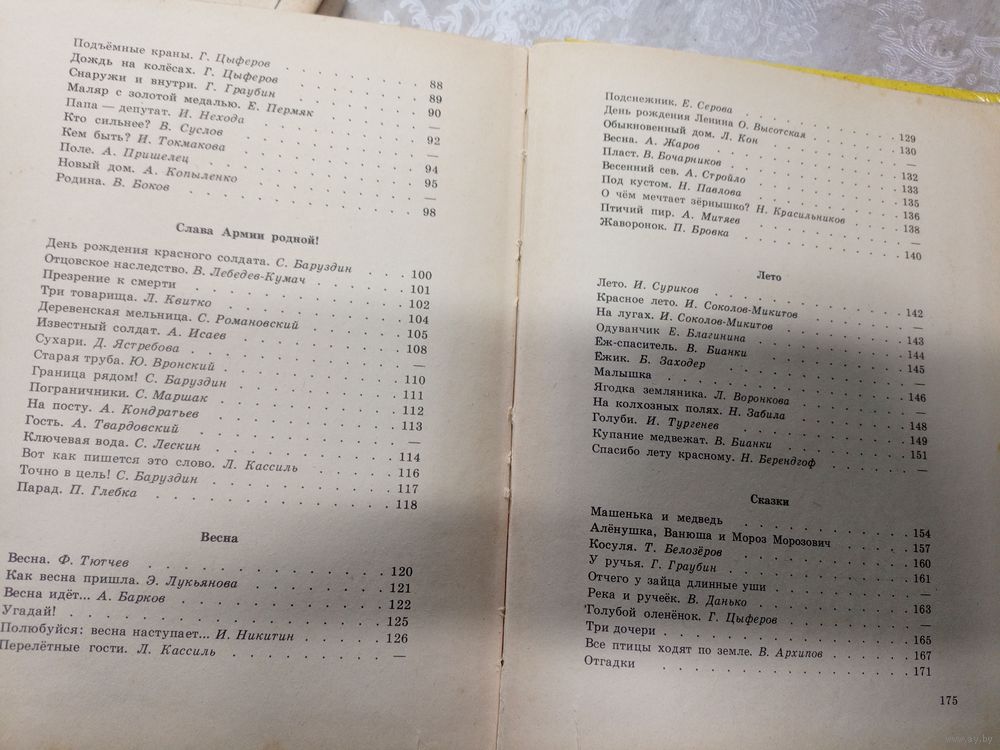 Подъёмные краны. Г. Цыферов . . . . . . . . 88
Дождь на колёсах. Г. Цыферов . . . . . . . . 89
Снаружи и внутри. Г. Граубин . . . . . . . . 90
Маляр с золотой медалью. Е. Пермяк . . . . . . —
Папа — депутат. И. Нехода . . . . . . . . . 92
Кто сильнее? В. Суслов . . . . . . . . . . —
Кем быть? И. Токмакова . . . . . . . . . . 94
Поле. А. Пришелец . . . . . . . . . . . . 95
Новый дом. А. Копыленко . . . . . . . . . . —
Родина. В. Боков . . . . . . . . . . . . 98
Слава Армии родной!
День рождения красного солдата. С. Баруздин . . . 100
Отцовское наследство. В. Лебедев-Кумач . . . . . 101
Презрение к смерти . . . . . . . . . . . . 102
Три товарища. Л. Квитко . . . . . . . . . . 104
Деревенская мельница. С. Романовский . . . . . 105
Известный солдат. А. Исаев . . . . . . . . . 108
Сухари. Д. Ястребова . . . . . . . . . . . —
Старая труба. Ю. Вронский . . . . . . . . . 110
Граница рядом! С. Баруздин . . . . . . . . . 111
Пограничники. С. Маршак . . . . . . . . . . 112
На посту. А. Кондратьев . . . . . . . . . . 113
Гость. А. Твардовский . . . . . . . . . . . —
Ключевая вода. С. Лескин . . . . . . . . . . 114
Вот как пишется это слово. Л. Кассиль . . . . . 116
Точно в цель! С. Баруздин . . . . . . . . . 117
Парад. П. Глебка . . . . . . . . . . . . 118
Весна
Весна. Ф. Тютчев . . . . . . . . . . . . 120
Как весна пришла. Э. Лукьянова . . . . . . . 121
Весна идёт... А. Барков . . . . . . . . . . 122
Угадай! . . . . . . . . . . . . . . . . 125
Полюбуйся: весна наступает... И. Никитин . . . . 126
Перелётные гости. Л. Кассиль . . . . . . . . —
Подснежник. Е. Серова . . . . . . . . . . 129
День рождения Ленина О. Высотская . . . . . . 130
Обыкновенный дом. Л. Кон . . . . . . . . . —
Весна. А. Жаров . . . . . . . . . . . . 132
Пласт. В. Бочарников . . . . . . . . . . . 133
Весенний сев. А. Стройло . . . . . . . . . 135
Под кустом. Н. Павлова . . . . . . . . . . 136
О чём мечтает зёрнышко? Н. Красильников . . . . 138
Птичий пир. А. Митяев . . . . . . . . . . —
Жаворонок. П. Бровка . . . . . . . . . . . 140
Лето
Лето. И. Суриков . . . . . . . . . . . . 142
Красное лето. И. Соколов-Микитов . . . . . . —
На лугах. И. Соколов-Микитов . . . . . . . . 143
Одуванчик Е. Благинина . . . . . . . . . . 144
Еж-спаситель. В. Бианки . . . . . . . . . . 145
Ёжик. Б. Заходер . . . . . . . . . . . . —
Малышка . . . . . . . . . . . . . . . 146
Ягодка земляника. Л. Воронкова . . . . . . . —
На колхозных полях. Н. Забила . . . . . . . . 148
Голуби. И. Тургенев . . . . . . . . . . . 149
Купание медвежат. В. Бианки . . . . . . . . 151
Спасибо лету красному. Н. Берендгоф . . . . . . —
Сказки
Машенька и медведь . . . . . . . . . . . 154
Алёнушка, Ванюша и Мороз Морозович . . . . . 157
Косуля. Т. Белозёров . . . . . . . . . . . 160
У ручья. Г. Граубин . . . . . . . . . . . 161
Отчего у зайца длинные уши . . . . . . . . . —
Река и ручеёк. В. Данько . . . . . . . . . 163
Голубой оленёнок. Г. Цыферов . . . . . . . . —
Три дочери . . . . . . . . . . . . . . 165
Все птицы ходят по земле. В. Архипов . . . . . 167
Отгадки . . . . . . . . . . . . . . . 171
175
www.ay.by